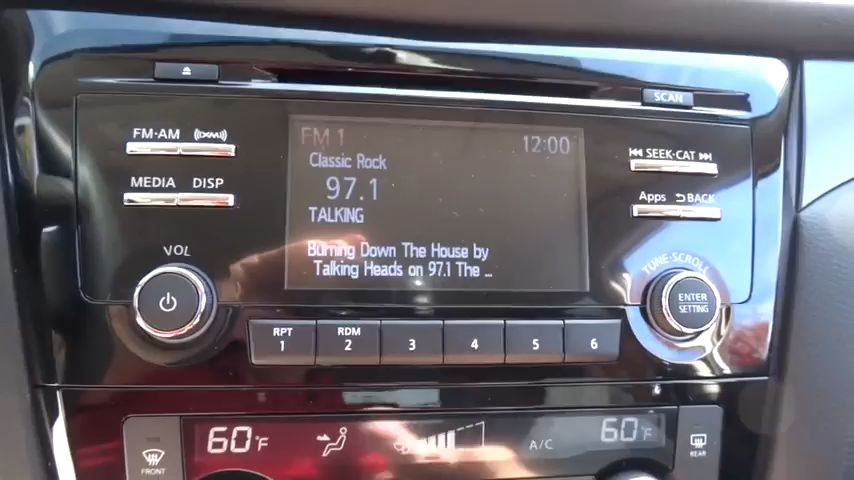 SCAN
FM·AM
((XM))
MEDIA
DISP
FM 1
12:00
Classic Rock
97.1
TALKING
Burning Down The House by
Talking Heads on 97.1 The ...
SEEK·CAT
Apps
BACK
VOL
TUNE·SCROLL
ENTER
SETTING
RPT
1
RDM
2
3
4
5
6
FRONT
60°F
A/C
60°F
REAR